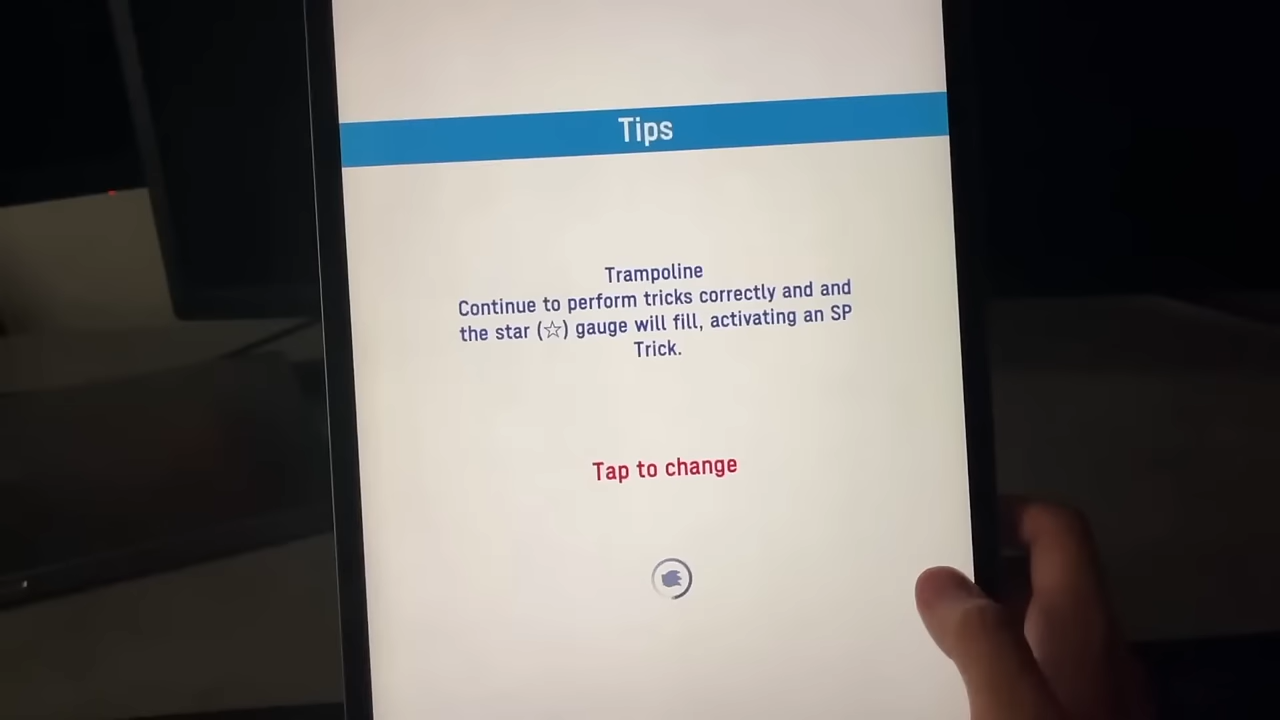 Tips
Trampoline
Continue to perform tricks correctly and and
the star (☆) gauge will fill, activating an SP
Trick.
Tap to change